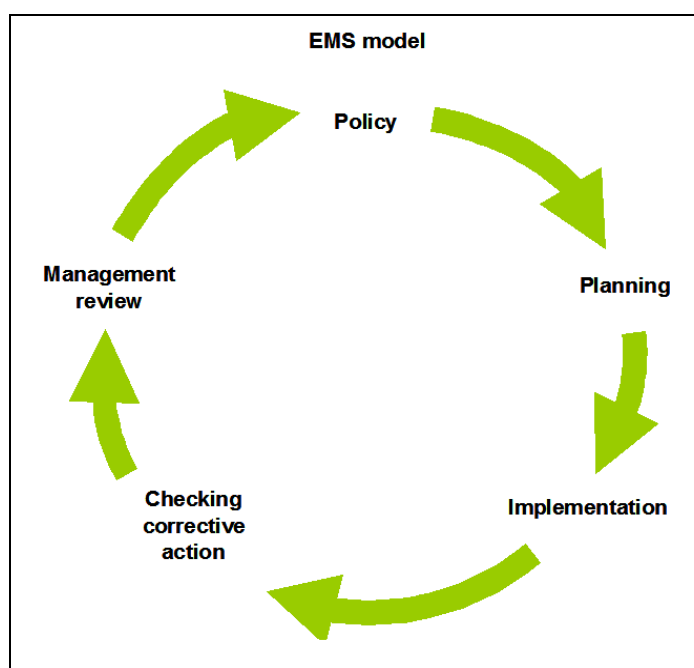 EMS model
Policy
Planning
Implementation
Checking
corrective
action
Management
review